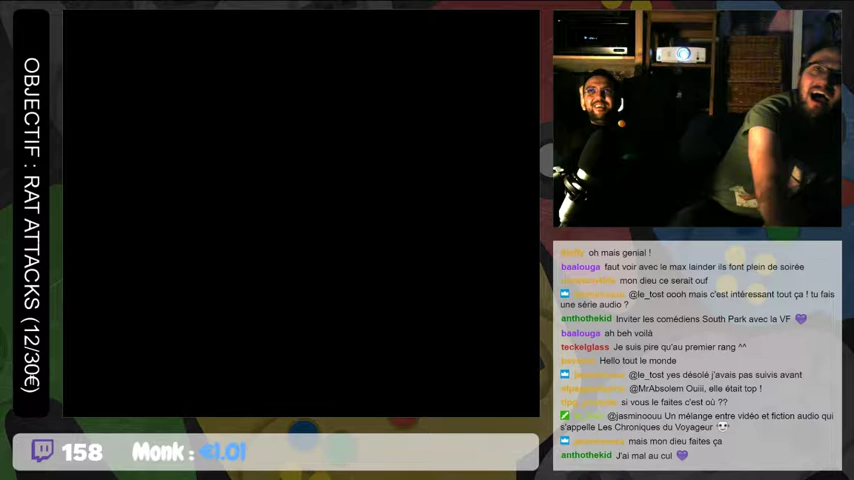 OBJECTIF : RAT ATTACKS (12/30€)
oh mais genial !
baalouga faut voir avec le max lainder ils font plein de soirée
mon dieu ce serait ouf
@le_tost oooh mais c'est intéressant tout ça ! tu fais
une série audio ?
anthothekid Inviter les comédiens South Park avec la VF
baalouga ah beh voilà
teckelglass Je suis pire qu'au premier rang ^^
Hello tout le monde
@le_tost yes désolé j'avais pas suivis avant
@MrAbsolem Ouiii, elle était top !
si vous le faites c'est où ??
@jasminoouu Un mélange entre vidéo et fiction audio qui
s'appelle Les Chroniques du Voyageur
mais mon dieu faites ça
anthothekid J'ai mal au cul
158 Monk : €1.01